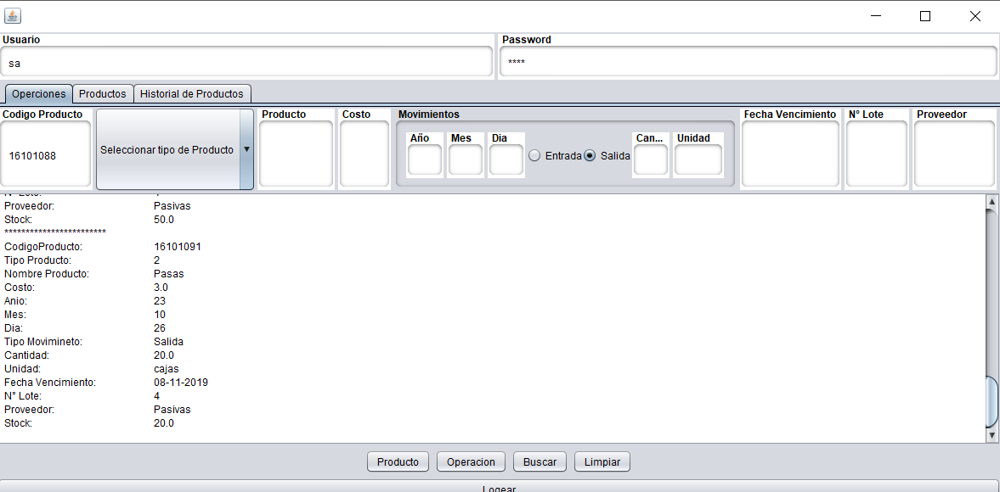 Usuario Password
sa ****
Operciones Productos Historial de Productos
Codigo Producto Producto Costo Movimientos Fecha Vencimiento N° Lote Proveedor
Año Mes Dia Can... Unidad
16101088 Seleccionar tipo de Producto Entrada Salida
N° Lote:
Proveedor: Pasivas
Stock: 50.0
************************
CodigoProducto: 16101091
Tipo Producto: 2
Nombre Producto: Pasas
Costo: 3.0
Anio: 23
Mes: 10
Dia: 26
Tipo Movimineto: Salida
Cantidad: 20.0
Unidad: cajas
Fecha Vencimiento: 08-11-2019
N° Lote: 4
Proveedor: Pasivas
Stock: 20.0
Producto Operacion Buscar Limpiar
Logear